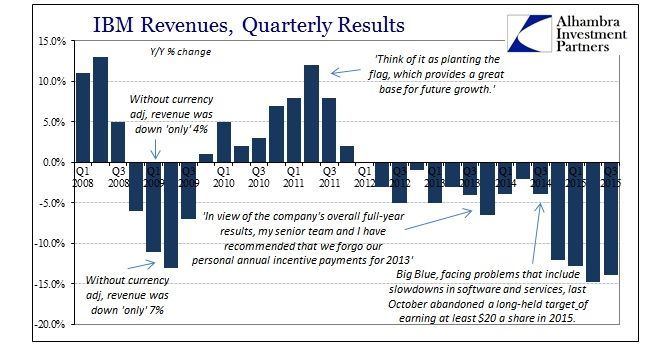 IBM Revenues, Quarterly Results
Alhambra
Investment
Partners
Y/Y % change
15.0%
10.0%
5.0%
0.0%
-5.0%
-10.0%
-15.0%
-20.0%
'Think of it as planting the
flag, which provides a great
base for future growth.'
Without currency
adj, revenue was
down 'only' 4%
Q1 Q3 Q1 Q3 Q1 Q3 Q1 Q3 Q1 Q3 Q1 Q3 Q1 Q3 Q1 Q3
2008 2008 2009 2009 2010 2010 2011 2011 2012 2012 2013 2013 2014 2014 2015 2015
'In view of the company's overall full-year
results, my senior team and I have
recommended that we forgo our
personal annual incentive payments for 2013'
Without currency
adj, revenue was
down 'only' 7%
Big Blue, facing problems that include
slowdowns in software and services, last
October abandoned a long-held target of
earning at least $20 a share in 2015.